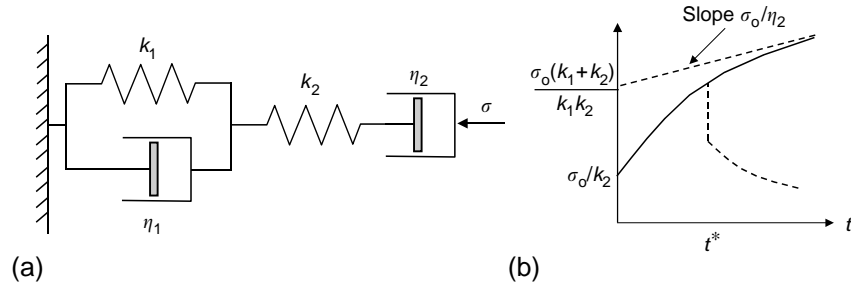 k₁
k₂
η₂
σ
η₁
(a)
Slope σₒ/η₂
σₒ(k₁+k₂)
k₁k₂
σₒ/k₂
t*
t
(b)